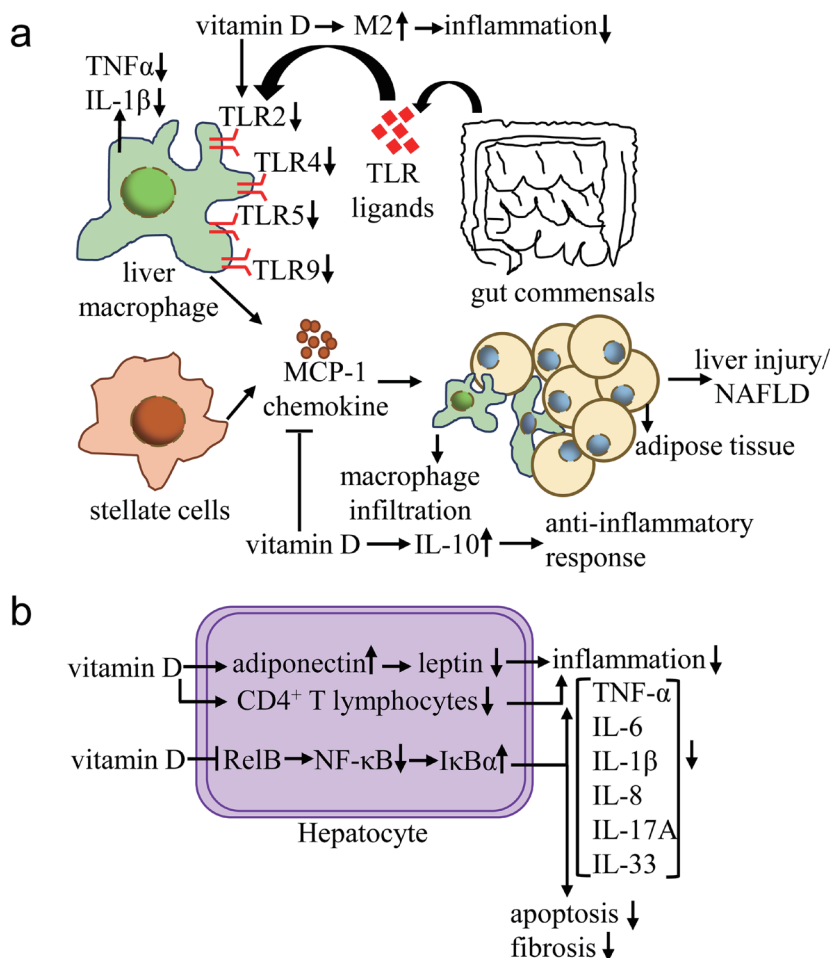 a
vitamin D → M2↑ → inflammation↓
TNFα↓
IL-1β↓
TLR2↓
TLR4↓
TLR5↓
TLR9↓
TLR
ligands
gut commensals
liver
macrophage
MCP-1
chemokine
liver injury/
NAFLD
adipose tissue
stellate cells
macrophage
infiltration
vitamin D → IL-10↑ → anti-inflammatory
response
b
vitamin D → adiponectin↑ → leptin↓ → inflammation↓
CD4⁺ T lymphocytes↓
vitamin D ⊣ RelB → NF-κB↓ → IκBα↑
TNF-α
IL-6
IL-1β ↓
IL-8
IL-17A
IL-33
Hepatocyte
apoptosis ↓
fibrosis ↓